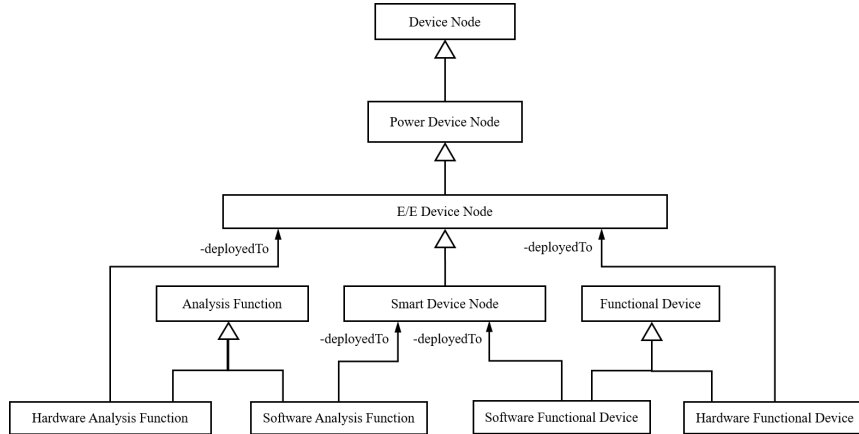 Device Node
Power Device Node
E/E Device Node
-deployedTo
-deployedTo
Analysis Function
Smart Device Node
Functional Device
-deployedTo
-deployedTo
Hardware Analysis Function
Software Analysis Function
Software Functional Device
Hardware Functional Device